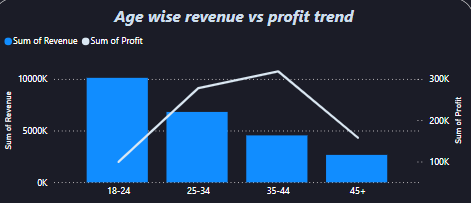 Age wise revenue vs profit trend
Sum of Revenue Sum of Profit
Sum of Revenue
10000K
5000K
0K
18-24 25-34 35-44 45+
300K
200K
100K
Sum of Profit